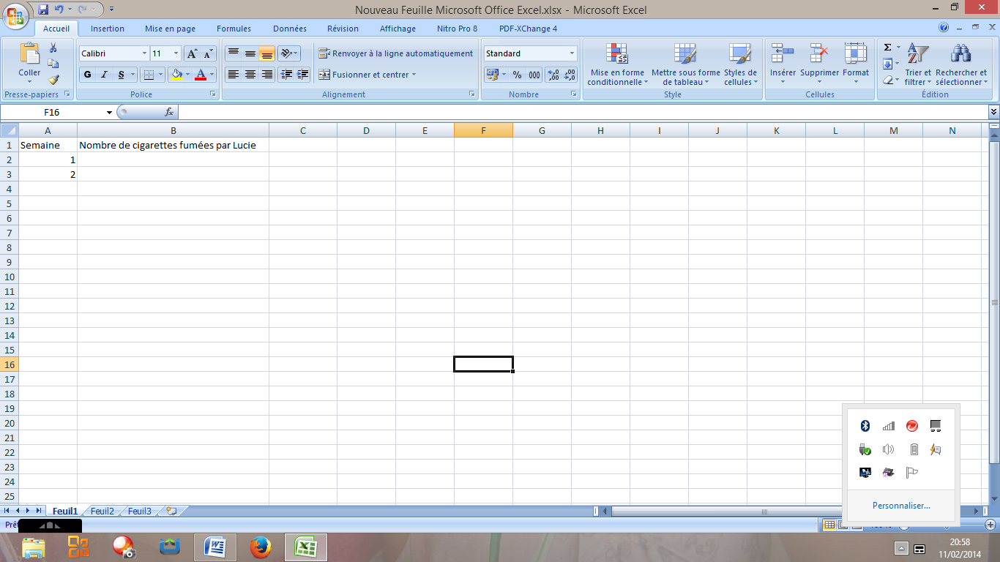 Nouveau Feuille Microsoft Office Excel.xlsx - Microsoft Excel
Accueil Insertion Mise en page Formules Données Révision Affichage Nitro Pro 8 PDF-XChange 4
Calibri 11 Renvoyer à la ligne automatiquement Standard
Coller Mise en forme conditionnelle Mettre sous forme de tableau Styles de cellules Insérer Supprimer Format Trier et filtrer Rechercher et sélectionner
G I S Fusionner et centrer % 000
Presse-papiers Police Alignement Nombre Style Cellules Édition
F16 fx
A B C D E F G H I J K L M N
1 Semaine Nombre de cigarettes fumées par Lucie
2 1
3 2
4
5
6
7
8
9
10
11
12
13
14
15
16
17
18
19
20
21
22
23
24
25
Personnaliser...
Feuil1 Feuil2 Feuil3
20:58
11/02/2014